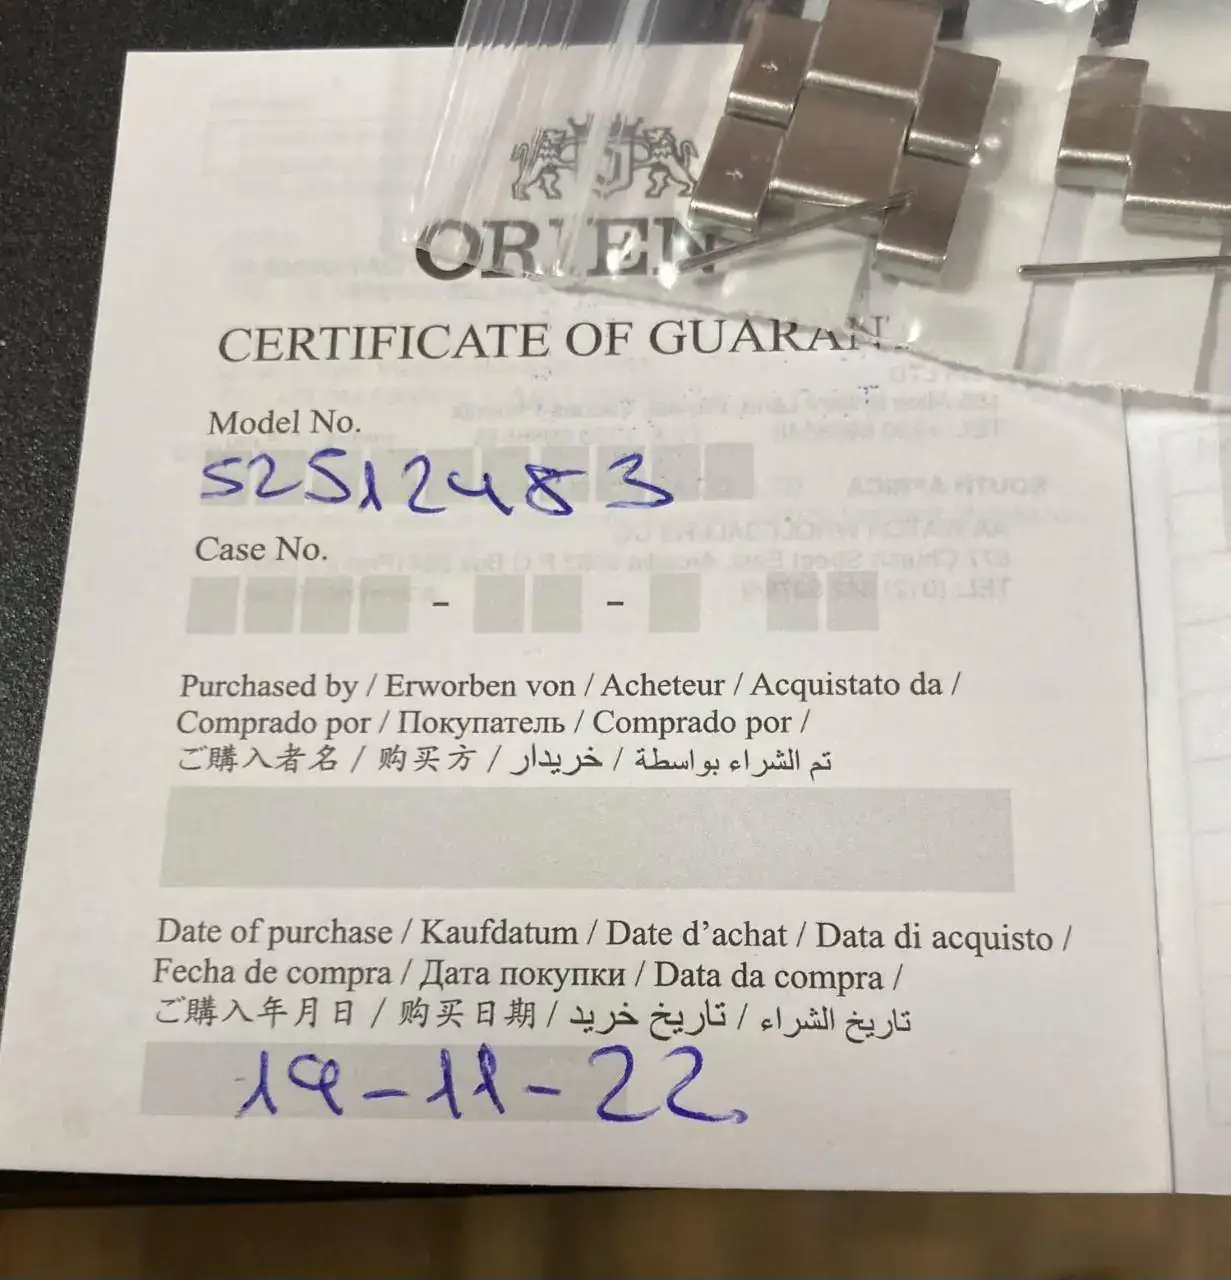 ORIENT
CERTIFICATE OF GUARANT
Model No.
52512483
Case No.
- -
Purchased by / Erworben von / Acheteur / Acquistato da /
Comprado por / Покупатель / Comprado por /
ご購入者名 / 购买方 / خریدار / تم الشراء بواسطة
Date of purchase / Kaufdatum / Date d’achat / Data di acquisto /
Fecha de compra / Дата покупки / Data da compra /
ご購入年月日 / 购买日期 / تاریخ خرید / تاريخ الشراء
19-11-22